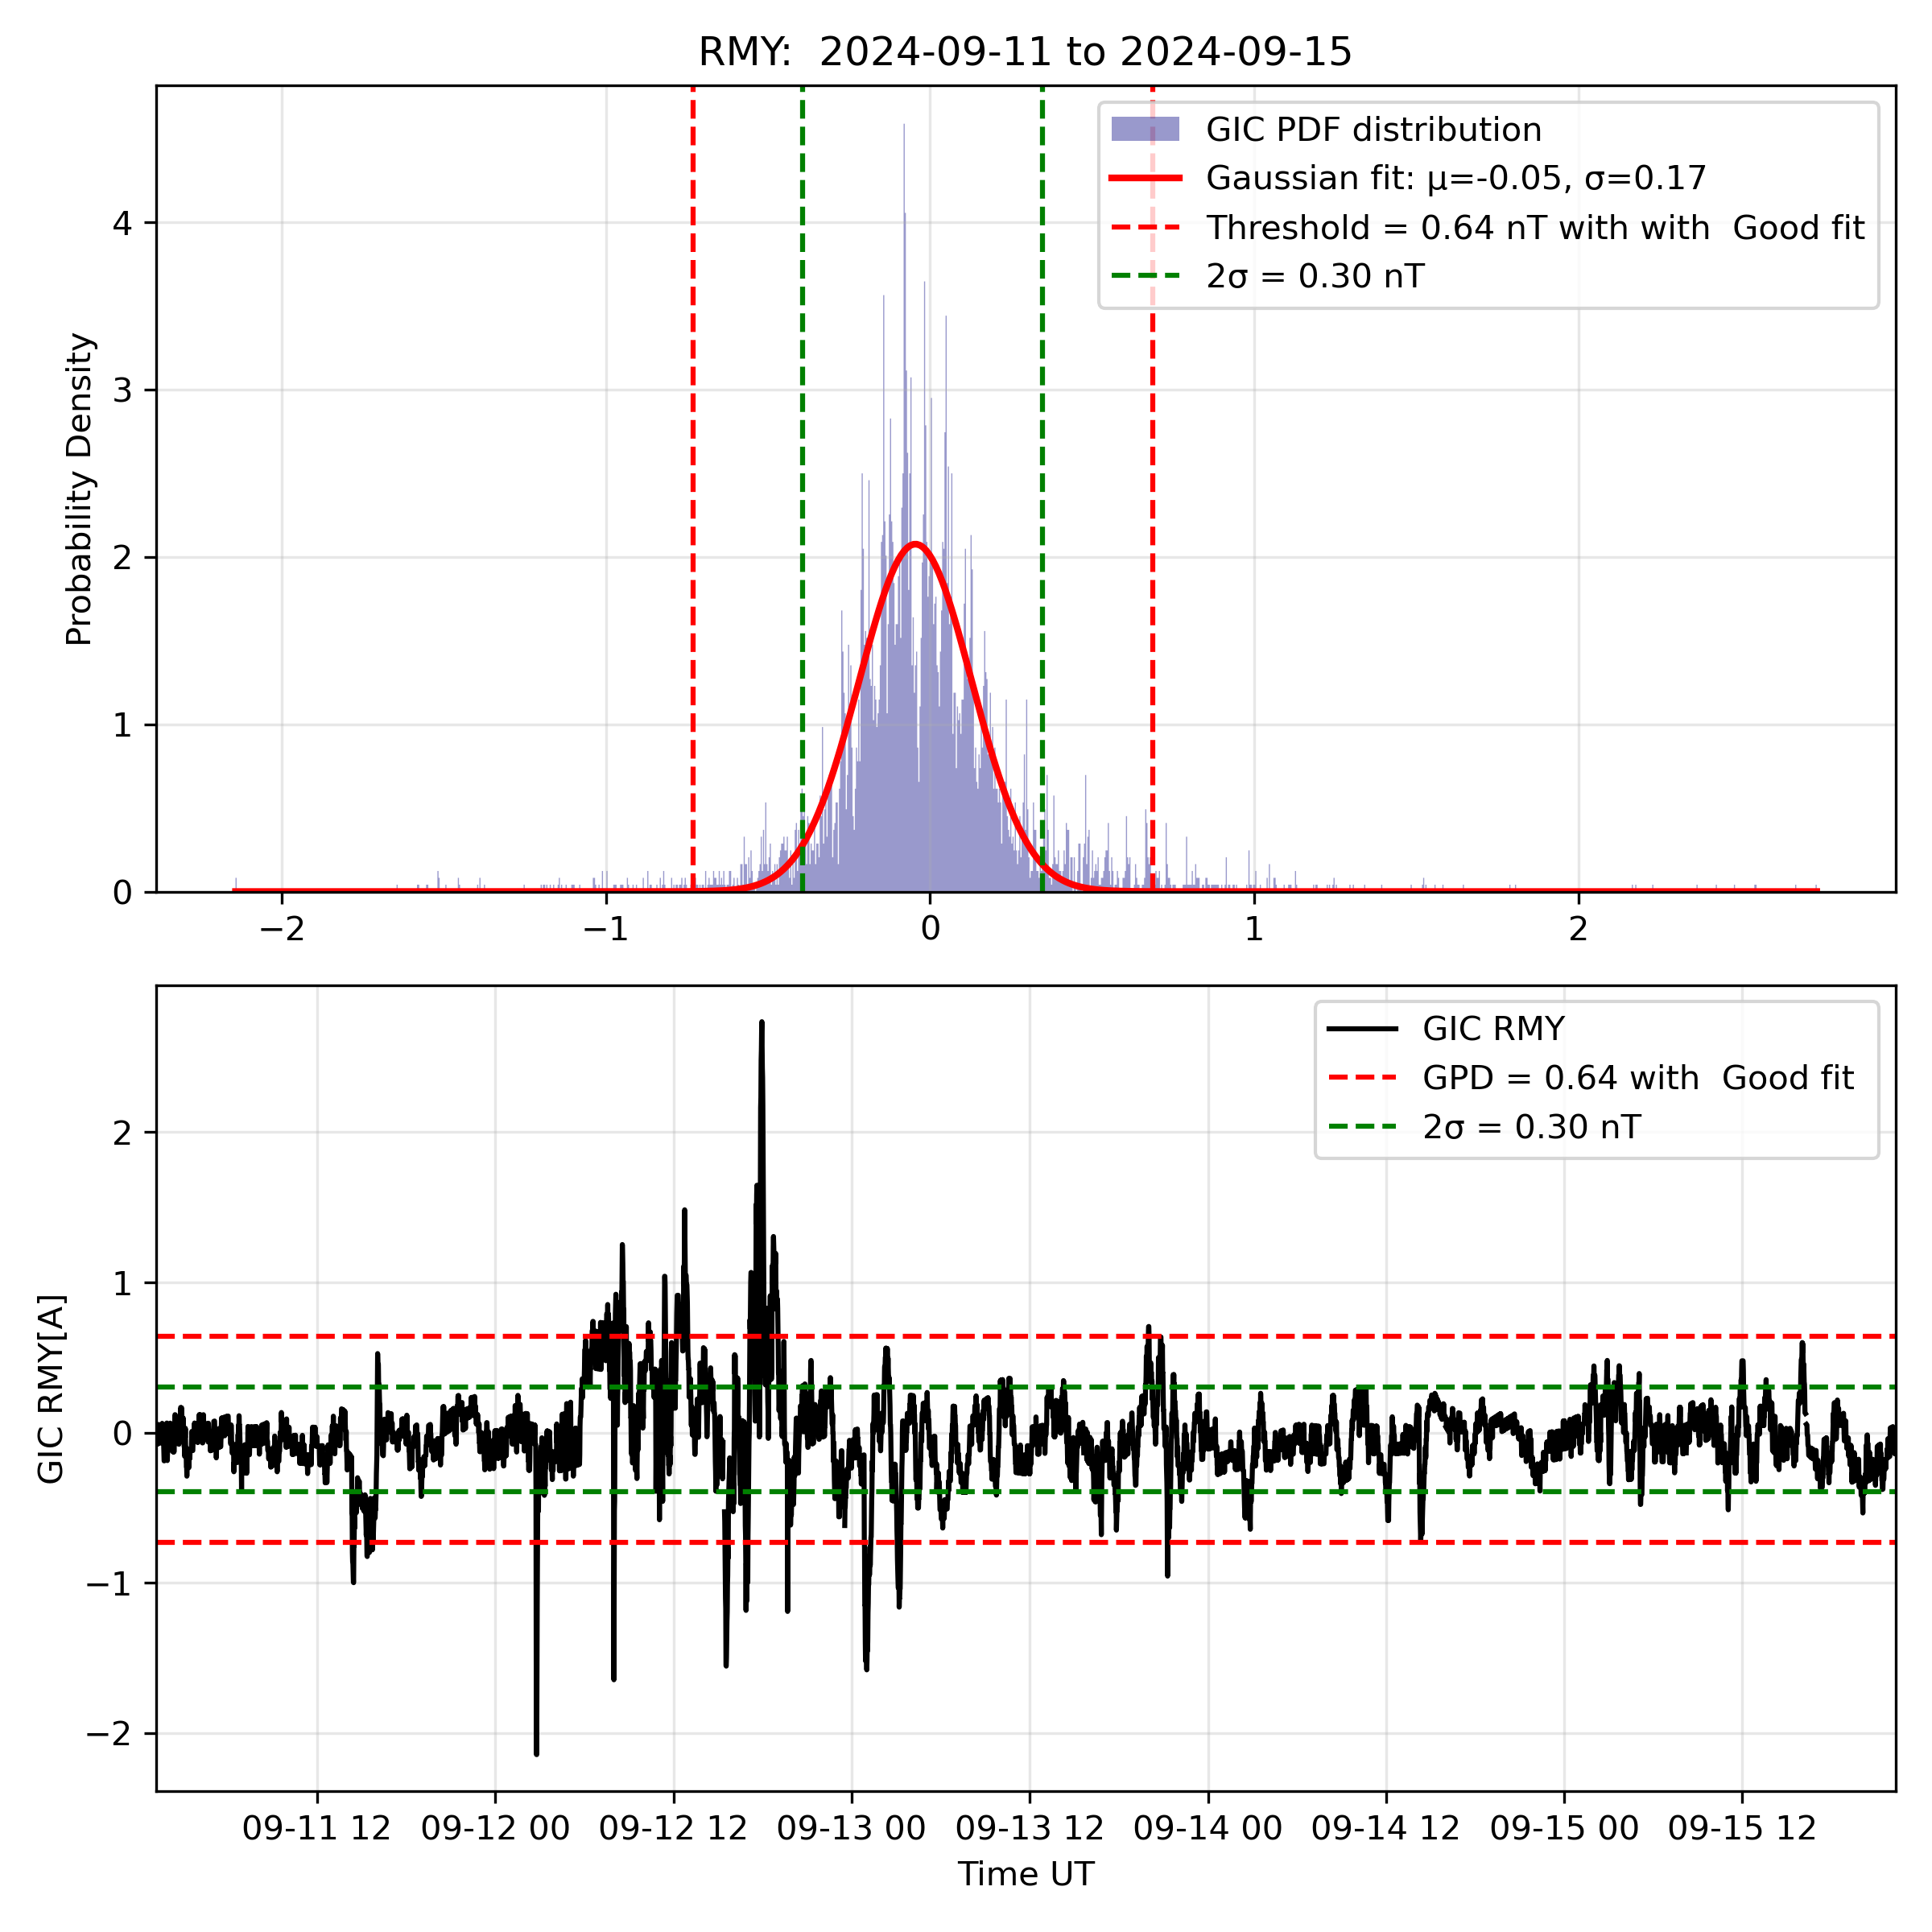 RMY:  2024-09-11 to 2024-09-15
GIC PDF distribution
Gaussian fit: μ=-0.05, σ=0.17
Threshold = 0.64 nT with with  Good fit
2σ = 0.30 nT
Probability Density
4
3
2
1
0
−2
−1
0
1
2
GIC RMY
GPD = 0.64 with  Good fit
2σ = 0.30 nT
GIC RMY[A]
2
1
0
−1
−2
09-11 12
09-12 00
09-12 12
09-13 00
09-13 12
09-14 00
09-14 12
09-15 00
09-15 12
Time UT